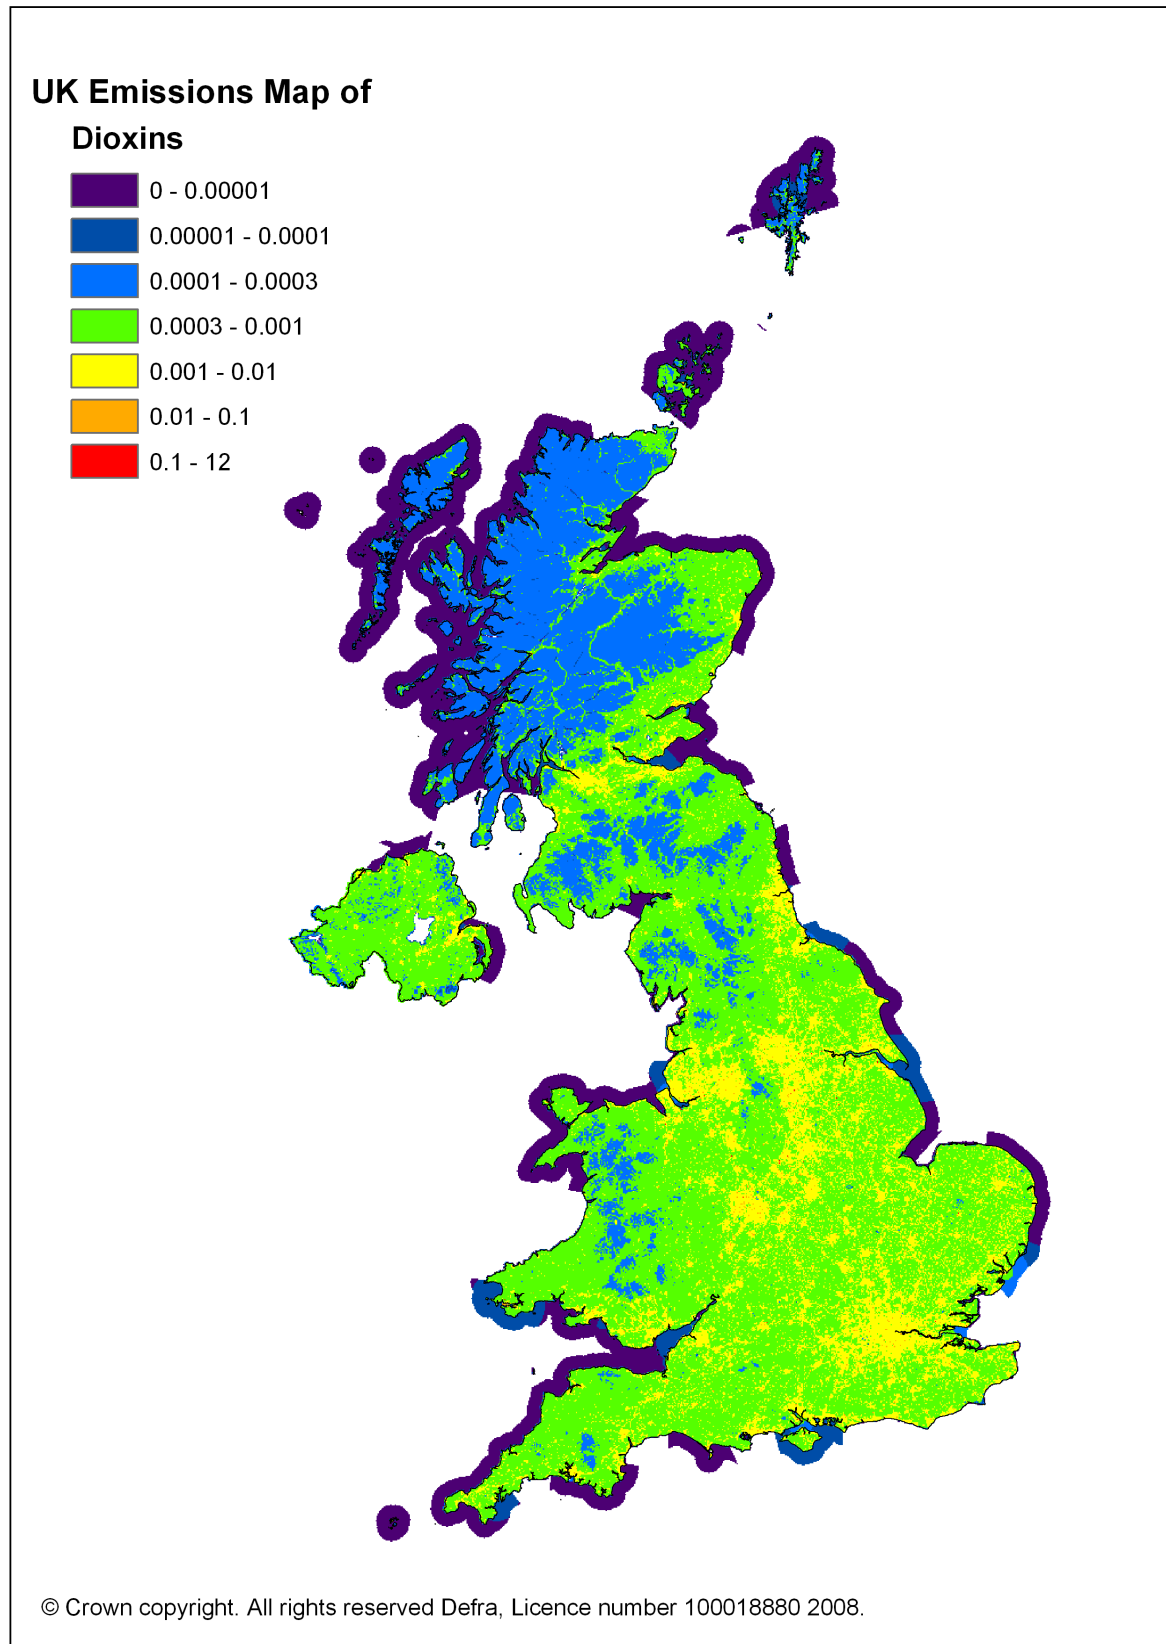 UK Emissions Map of
Dioxins
0 - 0.00001
0.00001 - 0.0001
0.0001 - 0.0003
0.0003 - 0.001
0.001 - 0.01
0.01 - 0.1
0.1 - 12
© Crown copyright. All rights reserved Defra, Licence number 100018880 2008.